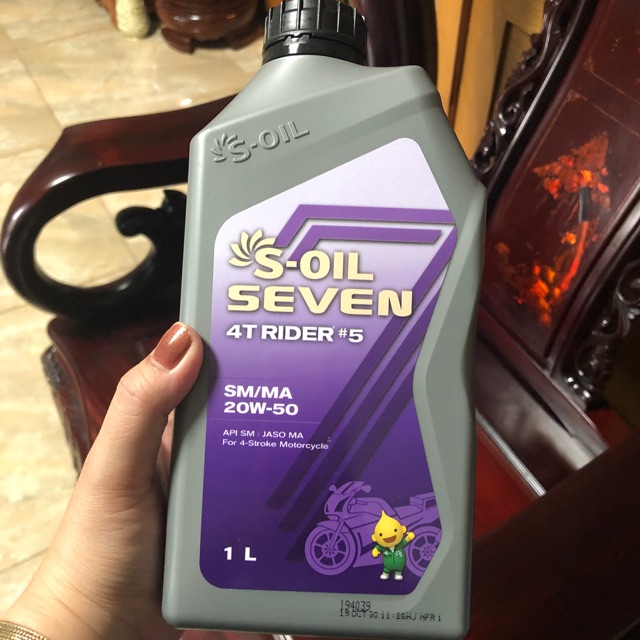 S-OIL
S-OIL
SEVEN
4T RIDER #5
SM/MA
20W-50
API SM JASO MA
For 4-Stroke Motorcycle
1 L
194039